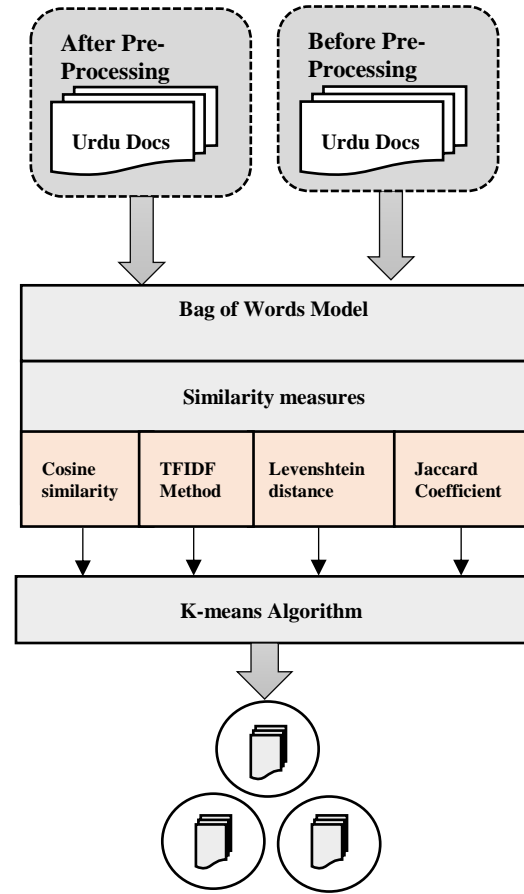 After Pre-
Processing
Urdu Docs
Before Pre-
Processing
Urdu Docs
Bag of Words Model
Similarity measures
Cosine
similarity
TFIDF
Method
Levenshtein
distance
Jaccard
Coefficient
K-means Algorithm